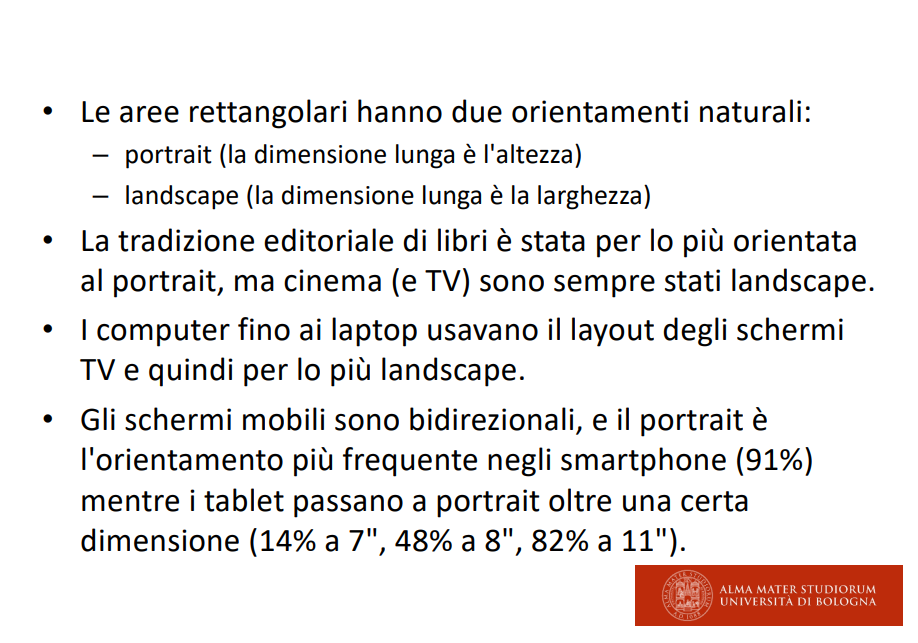 • Le aree rettangolari hanno due orientamenti naturali:
– portrait (la dimensione lunga è l'altezza)
– landscape (la dimensione lunga è la larghezza)
• La tradizione editoriale di libri è stata per lo più orientata
al portrait, ma cinema (e TV) sono sempre stati landscape.
• I computer fino ai laptop usavano il layout degli schermi
TV e quindi per lo più landscape.
• Gli schermi mobili sono bidirezionali, e il portrait è
l'orientamento più frequente negli smartphone (91%)
mentre i tablet passano a portrait oltre una certa
dimensione (14% a 7", 48% a 8", 82% a 11").
ALMA MATER STUDIORUM
UNIVERSITÀ DI BOLOGNA